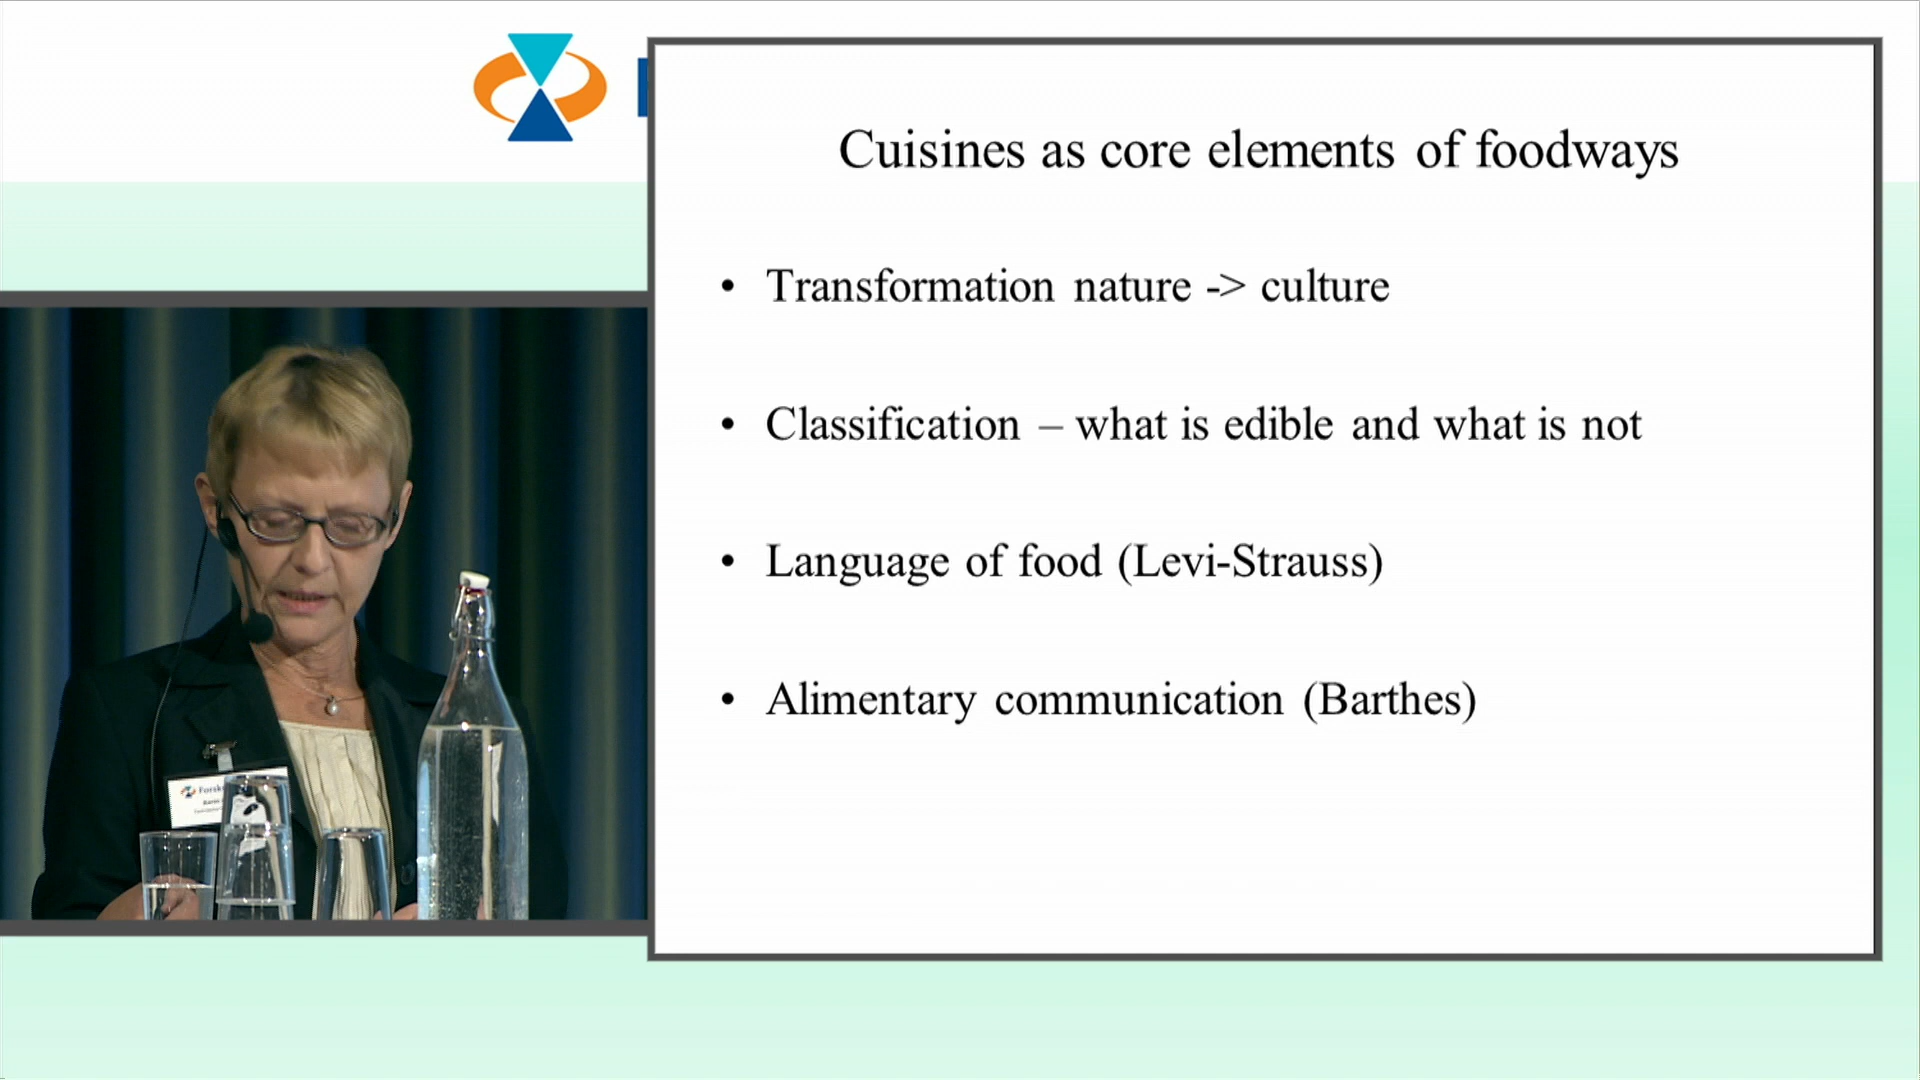 Cuisines as core elements of foodways
• Transformation nature -> culture
• Classification – what is edible and what is not
• Language of food (Levi-Strauss)
• Alimentary communication (Barthes)